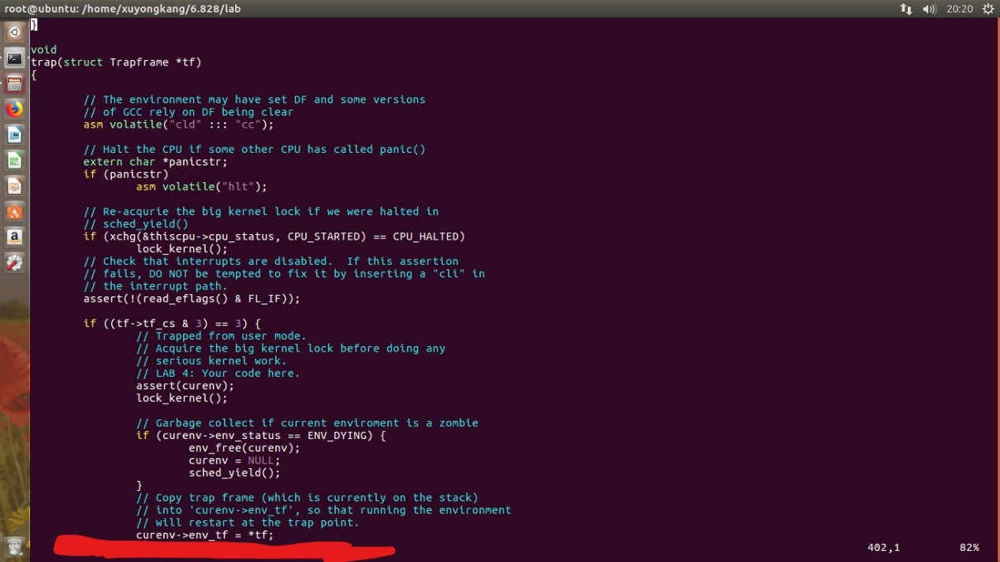 root@ubuntu: /home/xuyongkang/6.828/lab
20:20
}
void
trap(struct Trapframe *tf)
{
// The environment may have set DF and some versions
// of GCC rely on DF being clear
asm volatile("cld" ::: "cc");
// Halt the CPU if some other CPU has called panic()
extern char *panicstr;
if (panicstr)
asm volatile("hlt");
// Re-acqurie the big kernel lock if we were halted in
// sched_yield()
if (xchg(&thiscpu->cpu_status, CPU_STARTED) == CPU_HALTED)
lock_kernel();
// Check that interrupts are disabled.  If this assertion
// fails, DO NOT be tempted to fix it by inserting a "cli" in
// the interrupt path.
assert(!(read_eflags() & FL_IF));
if ((tf->tf_cs & 3) == 3) {
// Trapped from user mode.
// Acquire the big kernel lock before doing any
// serious kernel work.
// LAB 4: Your code here.
assert(curenv);
lock_kernel();
// Garbage collect if current enviroment is a zombie
if (curenv->env_status == ENV_DYING) {
env_free(curenv);
curenv = NULL;
sched_yield();
}
// Copy trap frame (which is currently on the stack)
// into 'curenv->env_tf', so that running the environment
// will restart at the trap point.
curenv->env_tf = *tf;
402,1 82%